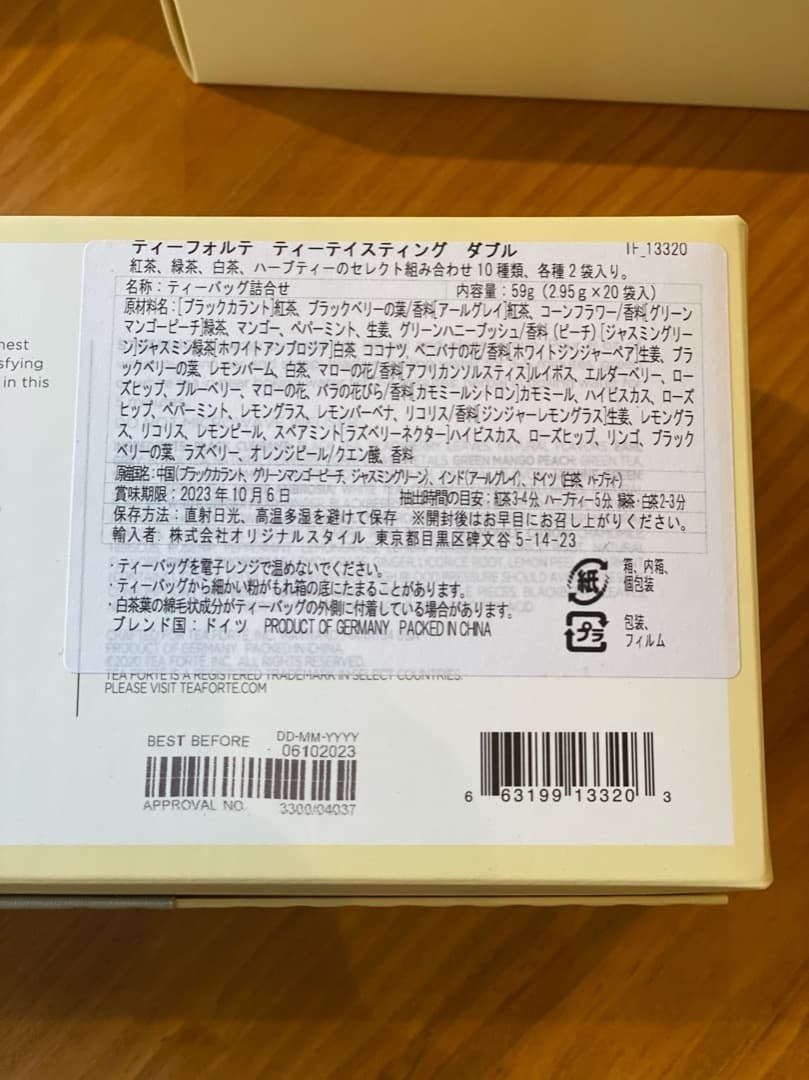 ティーフォルテ ティーテイスティング ダブル TF_13320
紅茶、緑茶、白茶、ハーブティーのセレクト組み合わせ 10 種類、各種 2 袋入り。
名称：ティーバッグ詰合せ 内容量：59g（2.95ｇ×20 袋入）
原材料名：[ブラックカラント]紅茶、ブラックベリーの葉/香料[アールグレイ]紅茶、コーンフラワー/香料[グリーン
マンゴーピーチ]緑茶、マンゴー、ペパーミント、生姜、グリーンハニーブッシュ/香料（ピーチ）[ジャスミングリー
ン]ジャスミン緑茶[ホワイトアンブロジア]白茶、ココナツ、ベニバナの花/香料[ホワイトジンジャーペア]生姜、ブラ
ックベリーの葉、レモンバーム、白茶、マローの花/香料[アフリカンソルスティス]ルイボス、エルダーベリー、ロー
ズヒップ、ブルーベリー、マローの花、バラの花びら/香料[カモミールシトロン]カモミール、ハイビスカス、ローズ
ヒップ、ペパーミント、レモングラス、レモンバーベナ、リコリス/香料[ジンジャーレモングラス]生姜、レモングラ
ス、リコリス、レモンピール、スペアミント[ラズベリーネクター]ハイビスカス、ローズヒップ、リンゴ、ブラック
ベリーの葉、ラズベリー、オレンジピール/クエン酸、香料
原産国名：中国（ブラックカラント、グリーンマンゴーピーチ、ジャスミングリーン）、インド（アールグレイ）、ドイツ（白茶、ハーブティー）
賞味期限：2023 年 10 月 6 日 抽出時間の目安：紅茶3-4分、ハーブティー5分、緑茶・白茶2-3分
保存方法：直射日光、高温多湿を避けて保存 ※開封後はお早目にお召し上がりください。
輸入者：株式会社オリジナルスタイル 東京都目黒区碑文谷 5-14-23
・ティーバッグを電子レンジで温めないでください。
・ティーバッグから細かい粉がもれ箱の底にたまることがあります。
・白茶葉の綿毛状成分がティーバッグの外側に付着している場合があります。
ブレンド国：ドイツ PRODUCT OF GERMANY PACKED IN CHINA
紙 箱、内箱、
個包装
プラ 包装、
フィルム
nest
sfying
in this
PRODUCT OF GERMANY. PACKED IN CHINA.
©2020 TEA FORTE, INC. ALL RIGHTS RESERVED.
TEA FORTE IS A REGISTERED TRADEMARK IN SELECT COUNTRIES.
PLEASE VISIT TEAFORTE.COM
BEST BEFORE DD-MM-YYYY
06102023
APPROVAL NO. 3300/04037
6 63199 13320 3